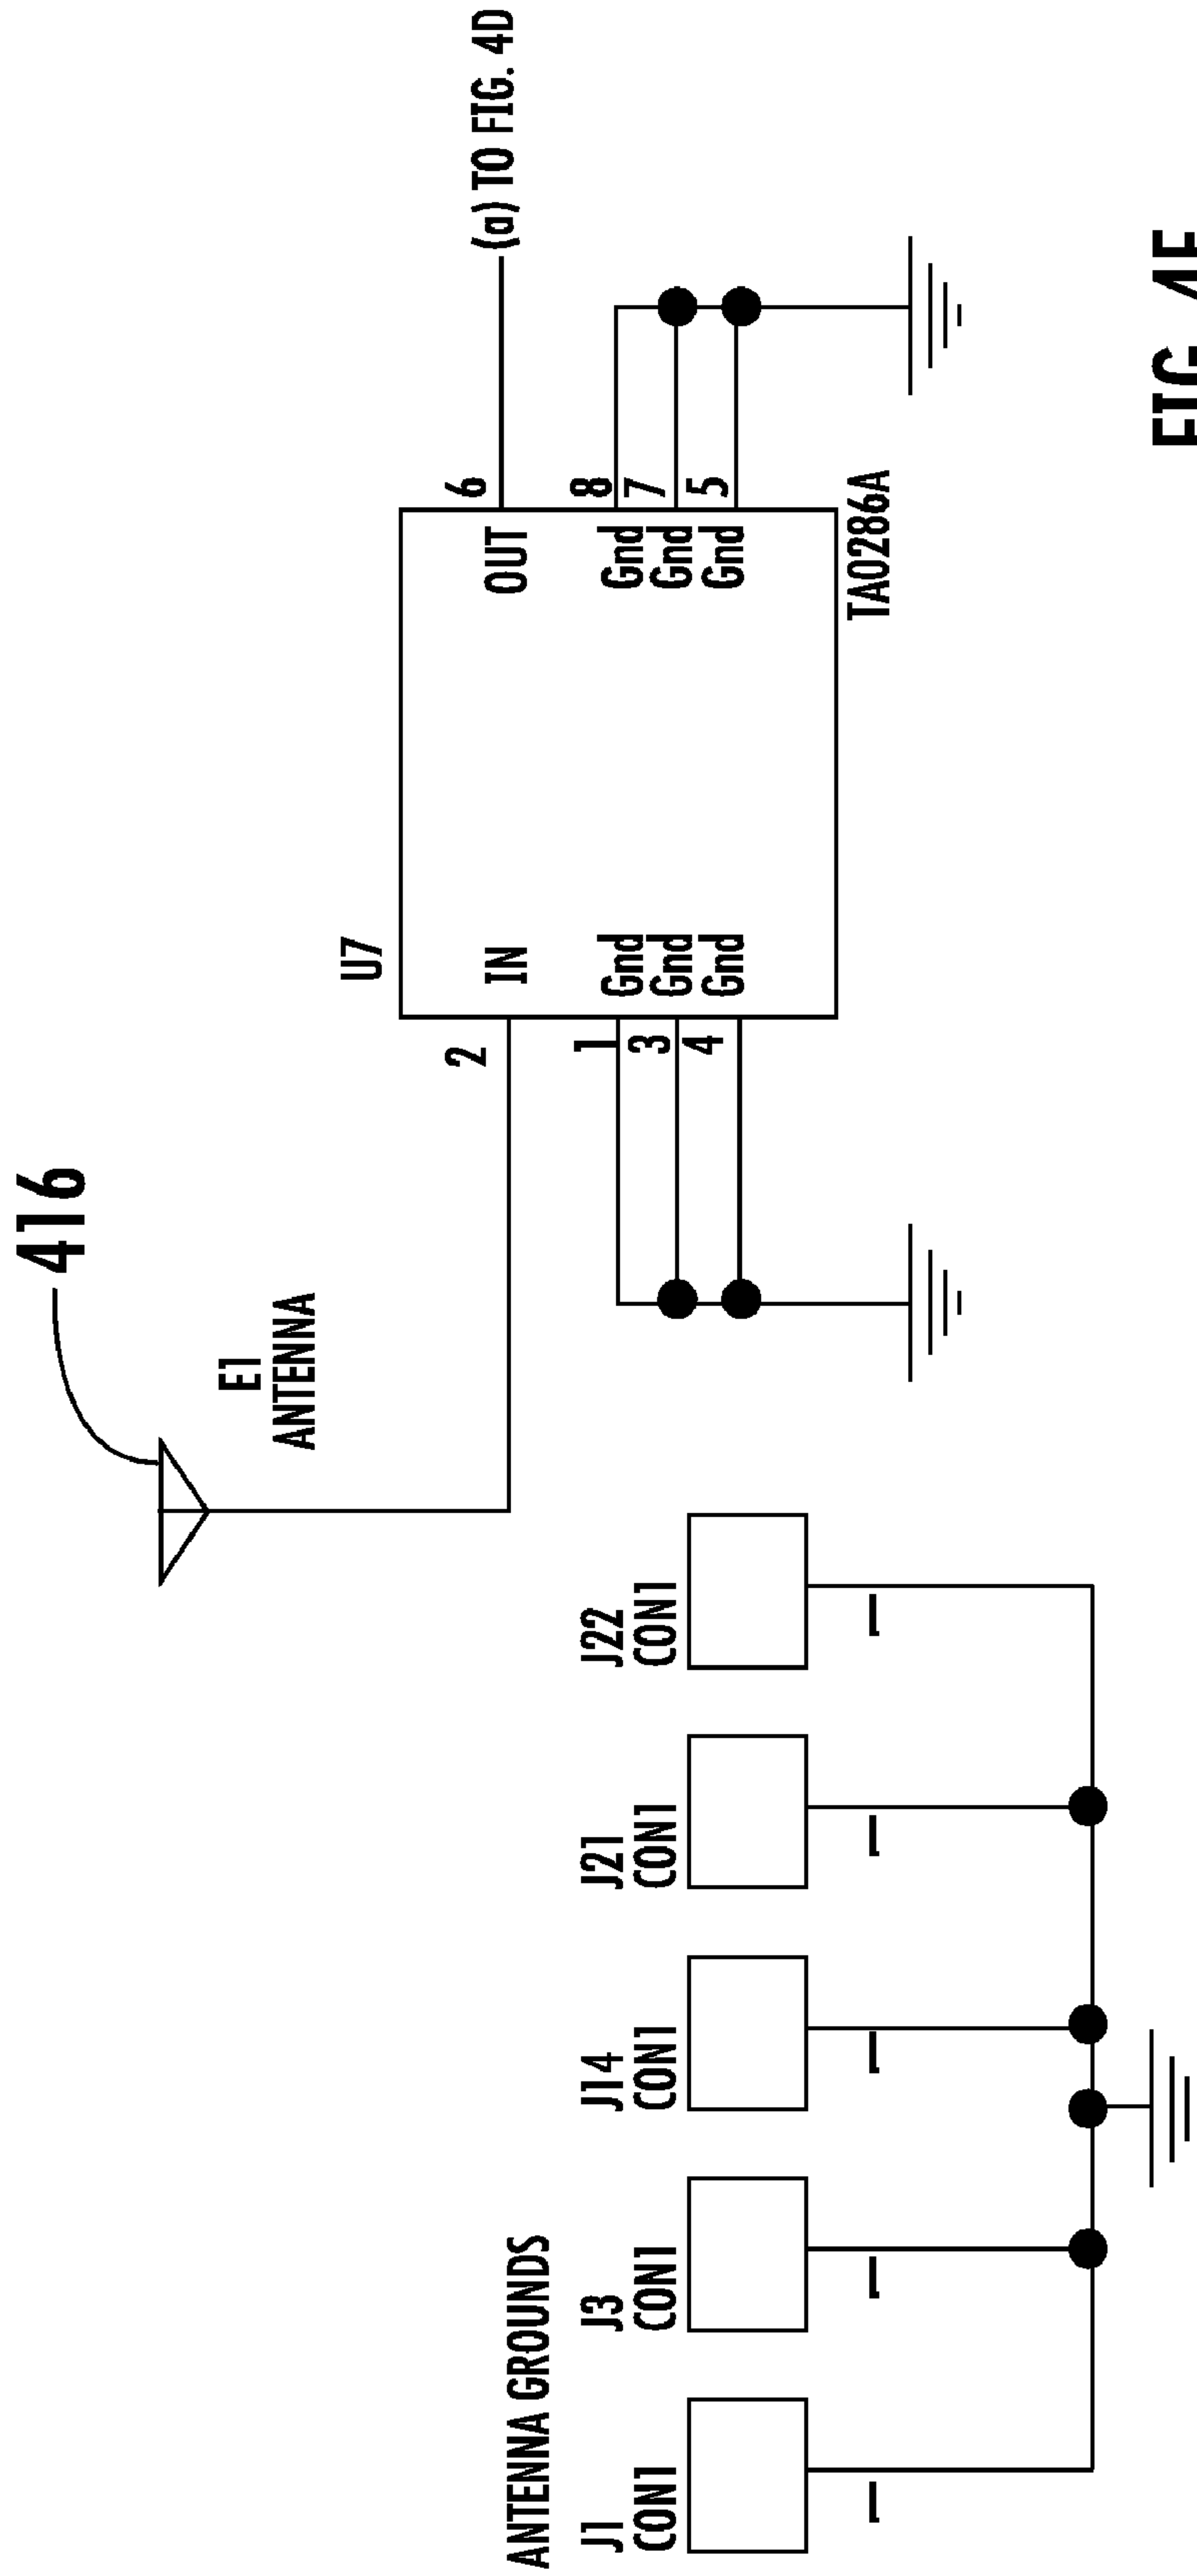 416
E1
ANTENNA
U7
2
IN
OUT
6
(a) TO FIG. 4D
1
Gnd
Gnd
8
3
Gnd
Gnd
7
4
Gnd
Gnd
5
TA0286A
ANTENNA GROUNDS
J1
CON1
J3
CON1
J14
CON1
J21
CON1
J22
CON1
1
1
1
1
1